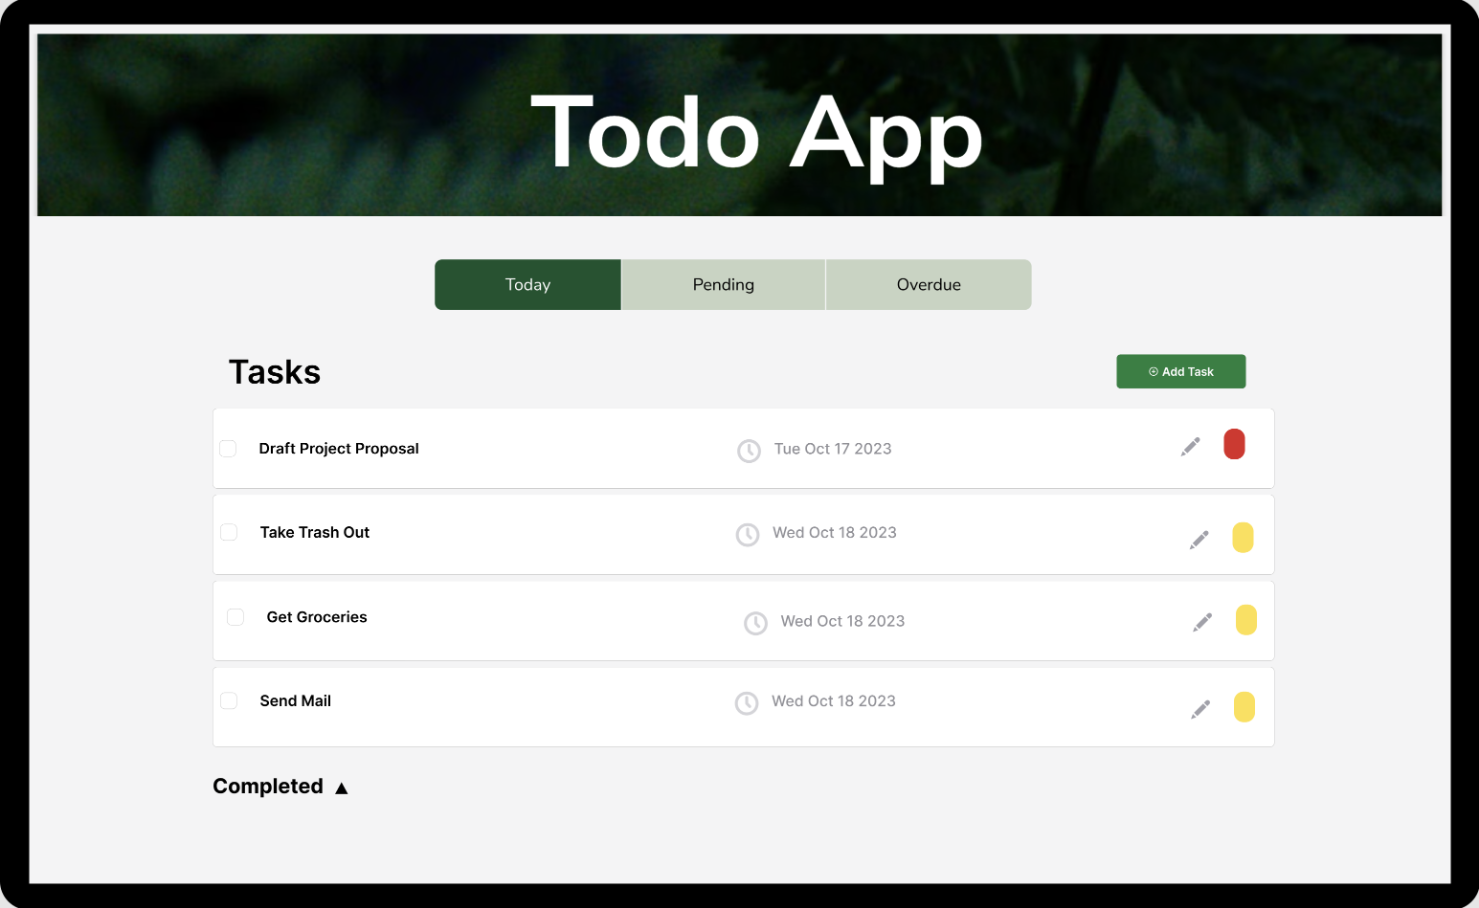 Todo App
Today Pending Overdue
Tasks
Add Task
Draft Project Proposal Tue Oct 17 2023
Take Trash Out Wed Oct 18 2023
Get Groceries Wed Oct 18 2023
Send Mail Wed Oct 18 2023
Completed ▲